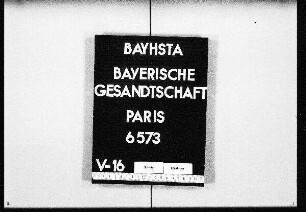 BAYHSTA
BAYERISCHE
GESANDTSCHAFT
PARIS
6573
V-16